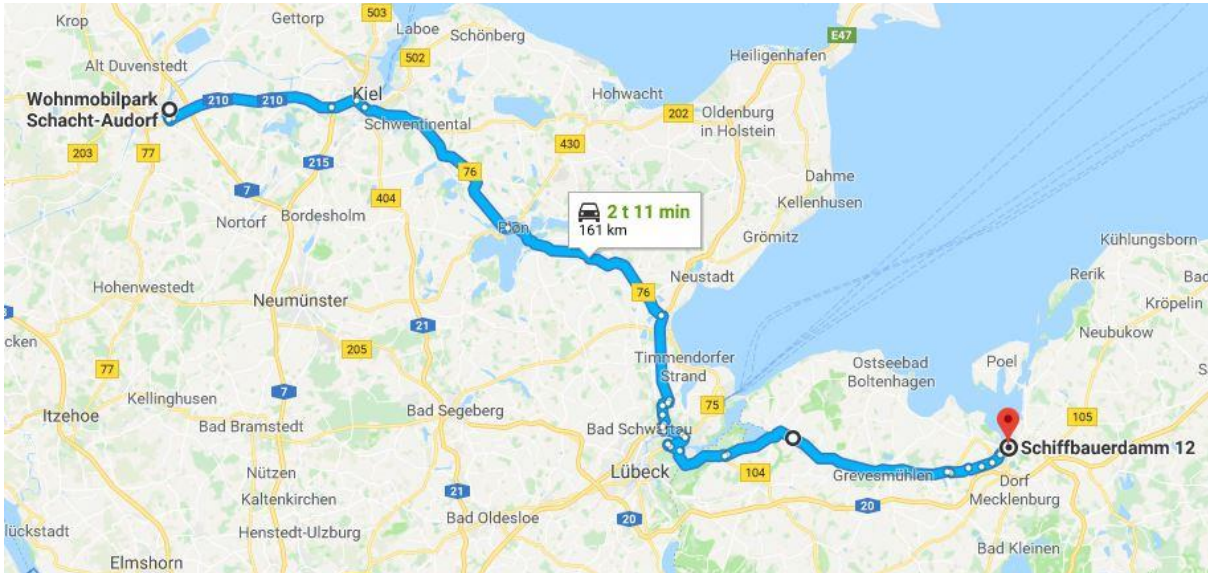 Krop
Gettorp
503
Laboe
Schönberg
E47
502
Heiligenhafen
Alt Duvenstedt
Wohnmobilpark
Schacht-Audorf
210
210
Kiel
Hohwacht
202
Oldenburg
in Holstein
Schwentinental
203
77
215
76
430
7
404
Dahme
Kellenhusen
Nortorf
Bordesholm
2 t 11 min
161 km
Plön
Grömitz
Kühlungsborn
Hohenwestedt
Neumünster
76
Neustadt
Rerik
Kröpelin
21
Neubukow
205
Timmendorfer
Strand
Ostseebad
Boltenhagen
Poel
77
7
Kellinghusen
Itzehoe
Bad Segeberg
75
105
Bad Bramstedt
Bad Schwartau
Schiffbauerdamm 12
Nützen
Lübeck
104
Grevesmühlen
Dorf
Mecklenburg
Kaltenkirchen
21
20
Bad Oldesloe
20
Henstedt-Ulzburg
Bad Kleinen
Elmshorn